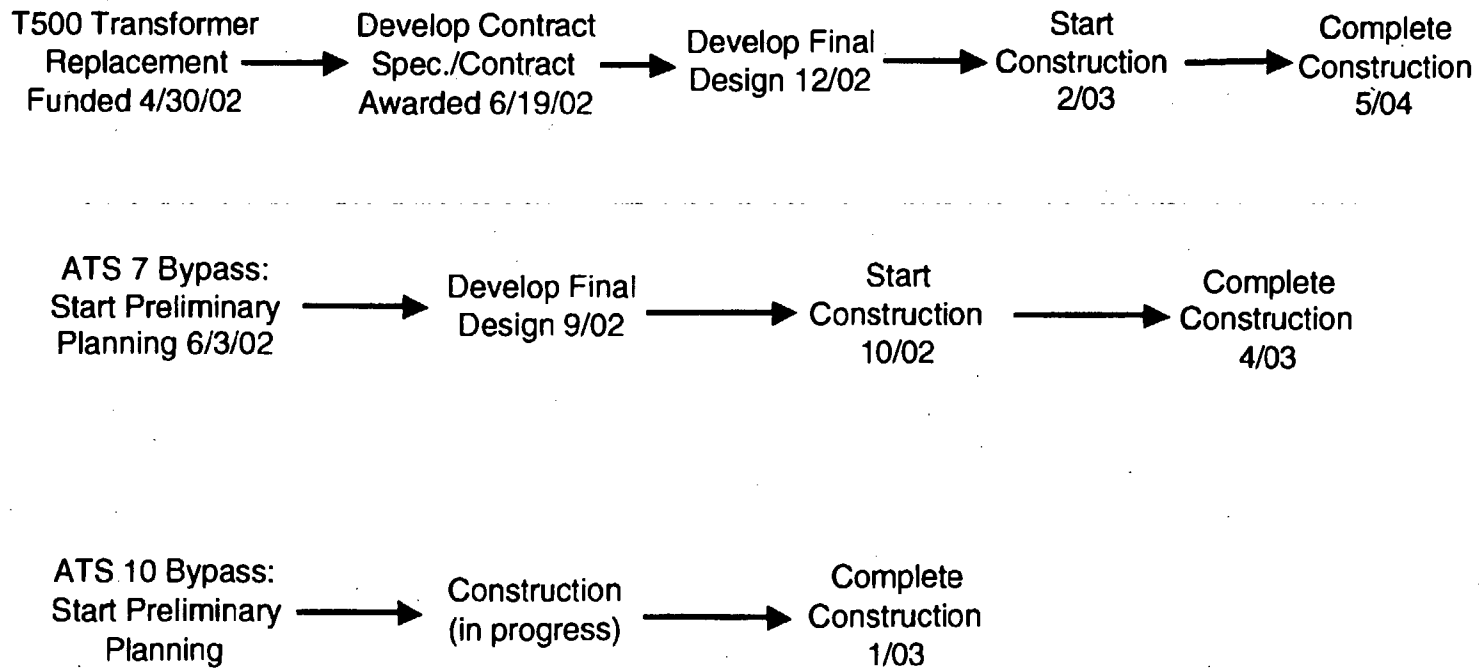 T500 Transformer
Replacement
Funded 4/30/02
Develop Contract
Spec./Contract
Awarded 6/19/02
Develop Final
Design 12/02
Start
Construction
2/03
Complete
Construction
5/04
ATS 7 Bypass:
Start Preliminary
Planning 6/3/02
Develop Final
Design 9/02
Start
Construction
10/02
Complete
Construction
4/03
ATS 10 Bypass:
Start Preliminary
Planning
Construction
(in progress)
Complete
Construction
1/03